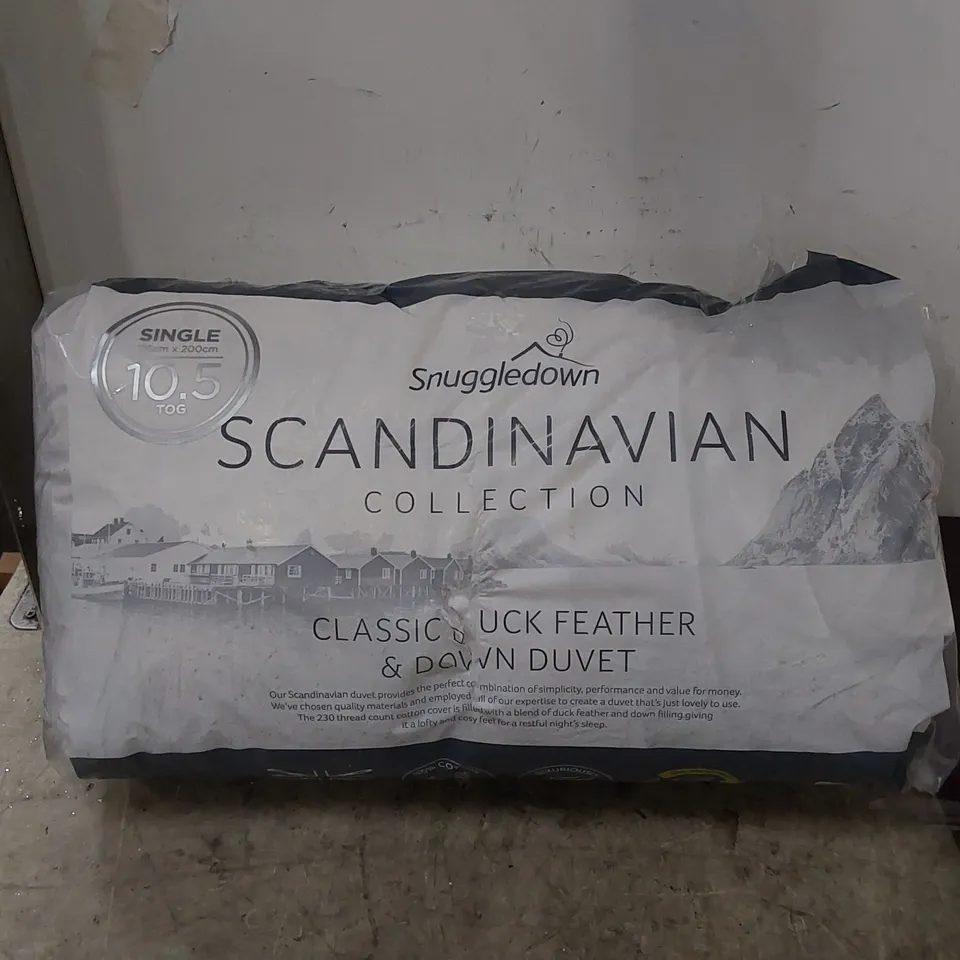 SINGLE
x 200cm
10.5
TOG
Snuggledown
SCANDINAVIAN
COLLECTION
CLASSIC UCK FEATHER
& DOWN DUVET
Our Scandinavian duvet provides the perfect combination of simplicity, performance and value for money.
We've chosen quality materials and employed all of our expertise to create a duvet that's just lovely to use.
The 230 thread count cotton cover is filled with a blend of duck feather and down filling giving
it a lofty and cosy feel for a restful night's sleep.